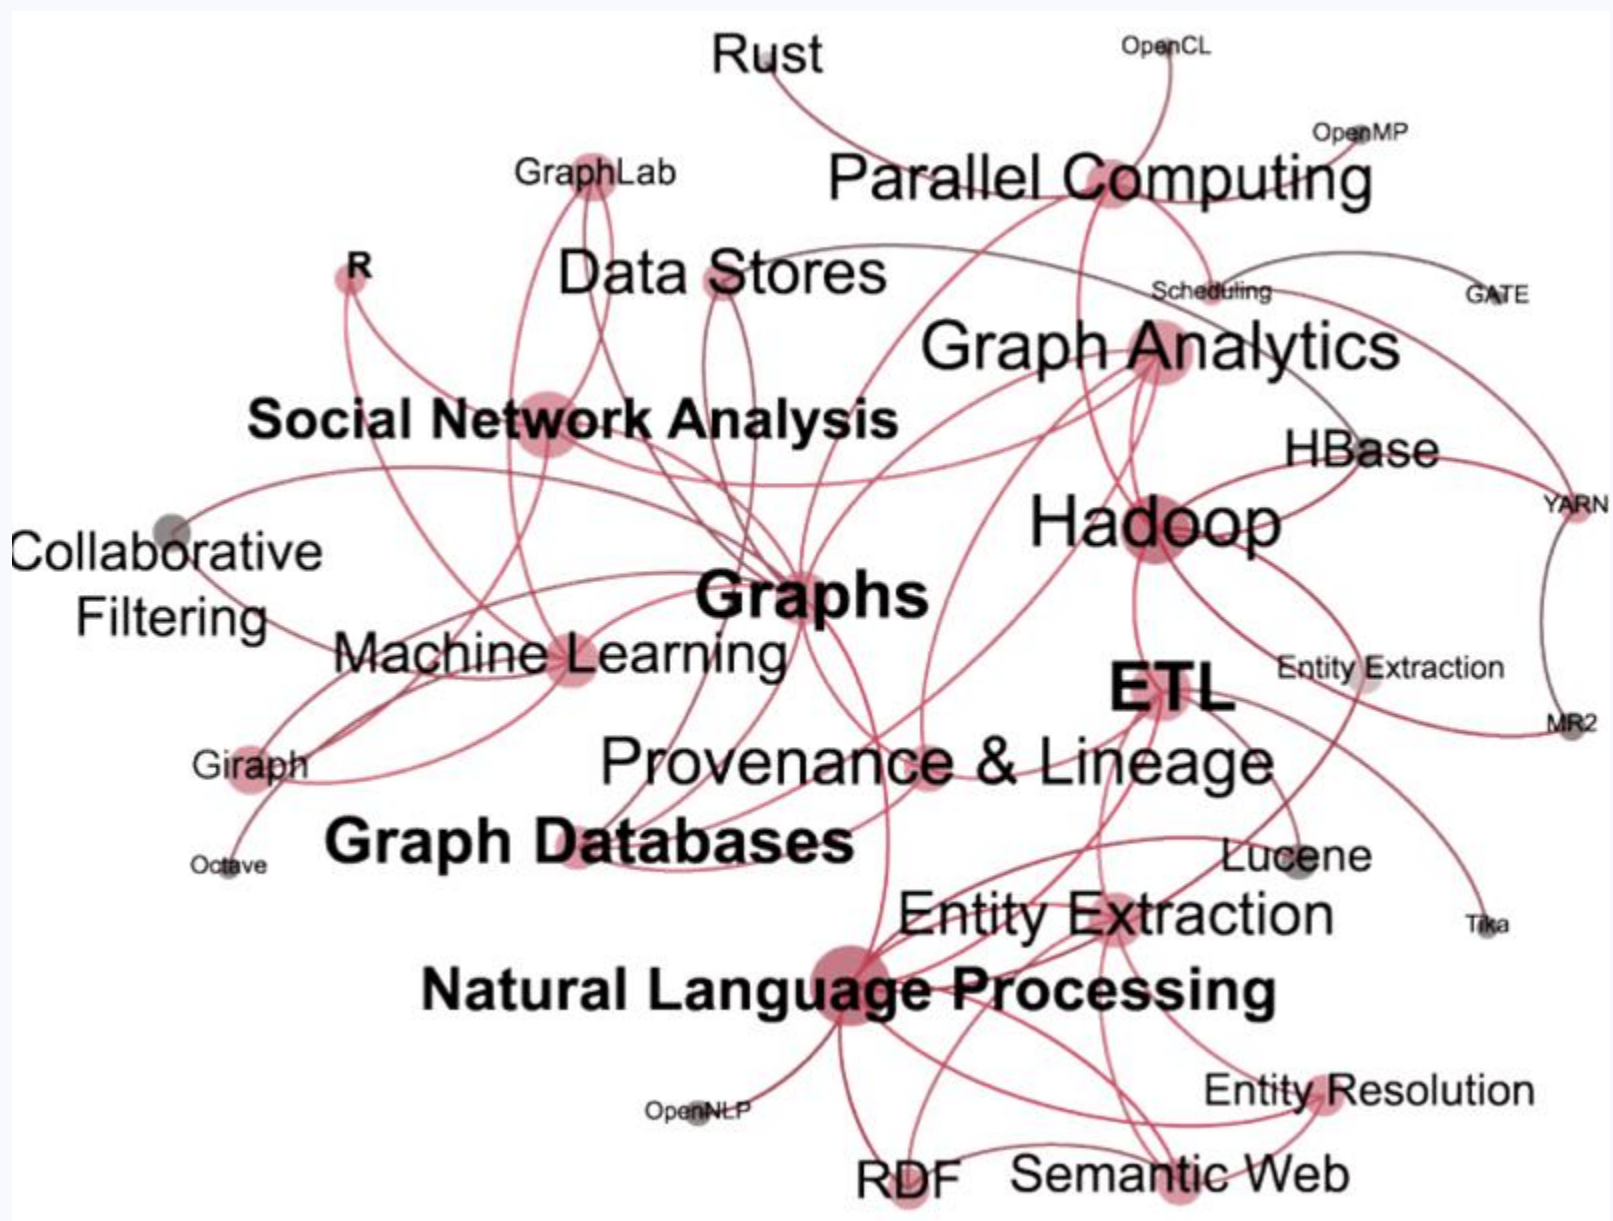 Rust
OpenCL
OpenMP
GraphLab
Parallel Computing
R
Data Stores
Scheduling
GATE
Graph Analytics
Social Network Analysis
HBase
YARN
Hadoop
Collaborative
Filtering
Graphs
Machine Learning
Entity Extraction
ETL
MR2
Giraph
Provenance & Lineage
Graph Databases
Octave
Lucene
Entity Extraction
Tika
Natural Language Processing
Entity Resolution
OpenNLP
RDF
Semantic Web